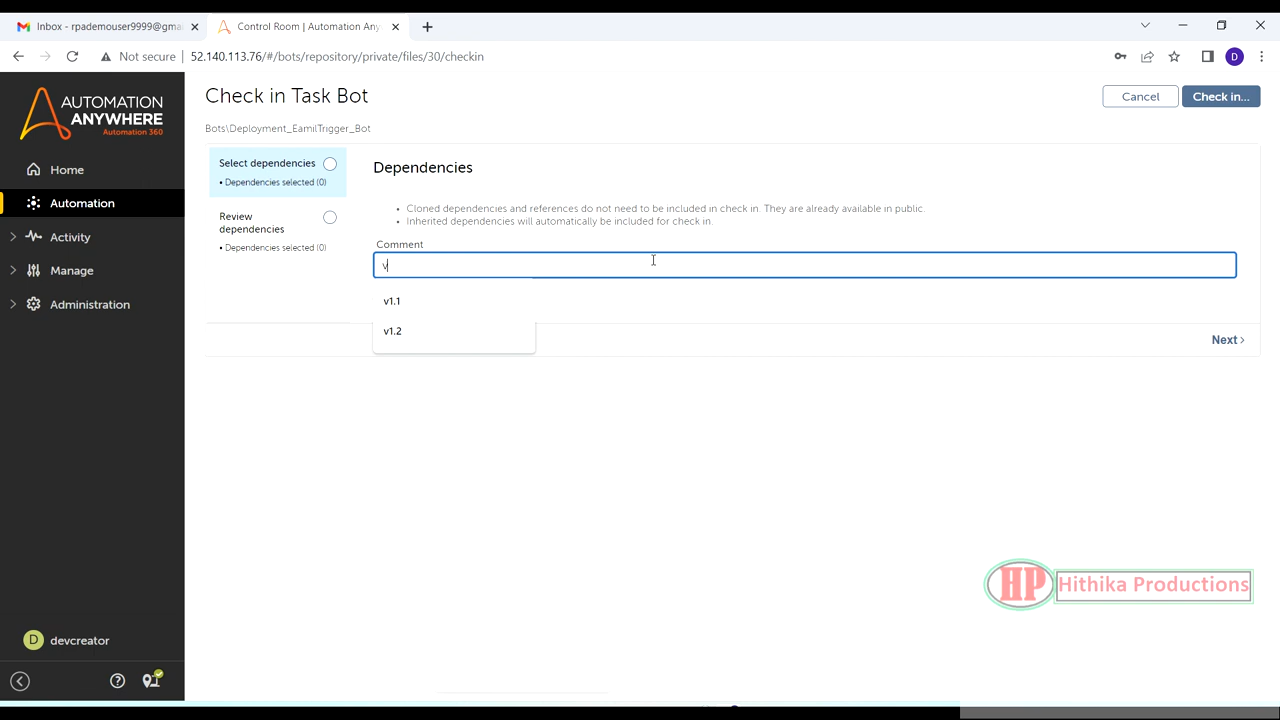 Inbox - rpademouser9999@gma
Control Room | Automation Any
Not secure
52.140.113.76/#/bots/repository/private/files/30/checkin
D
AUTOMATION
ANYWHERE
Automation 360
Home
Automation
Activity
Manage
Administration
D devcreator
Check in Task Bot
Cancel
Check in...
Bots\Deployment_EamilTrigger_Bot
Select dependencies
• Dependencies selected (0)
Review
dependencies
• Dependencies selected (0)
Dependencies
• Cloned dependencies and references do not need to be included in check in. They are already available in public.
• Inherited dependencies will automatically be included for check in.
Comment
v
v1.1
v1.2
Next
HP Hithika Productions